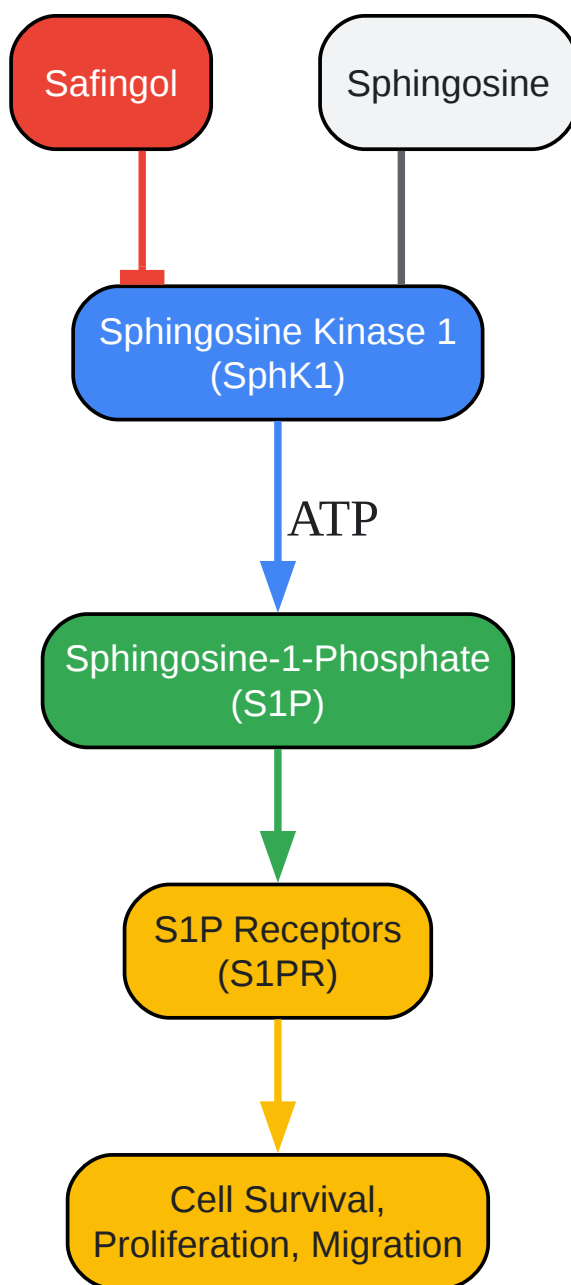 Safingol
Sphingosine
Sphingosine Kinase 1
(SphK1)
ATP
Sphingosine-1-Phosphate
(S1P)
S1P Receptors
(S1PR)
Cell Survival,
Proliferation, Migration